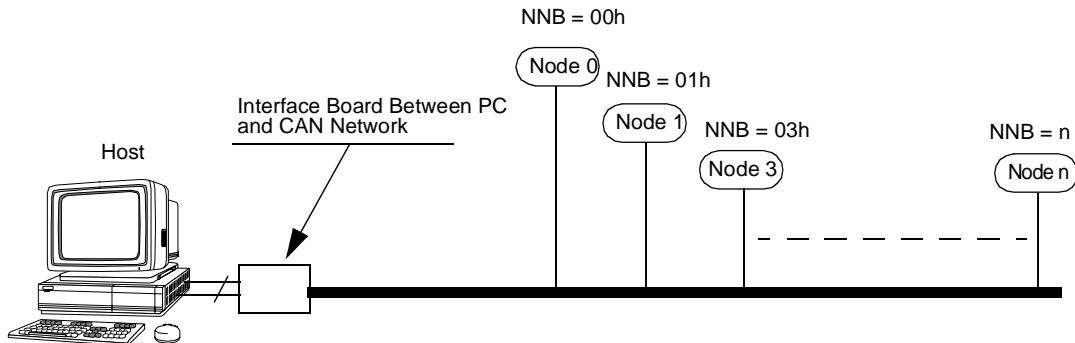 NNB = 00h
Node 0
NNB = 01h
Interface Board Between PC
and CAN Network
Node 1
NNB = 03h
NNB = n
Host
Node 3
Node n